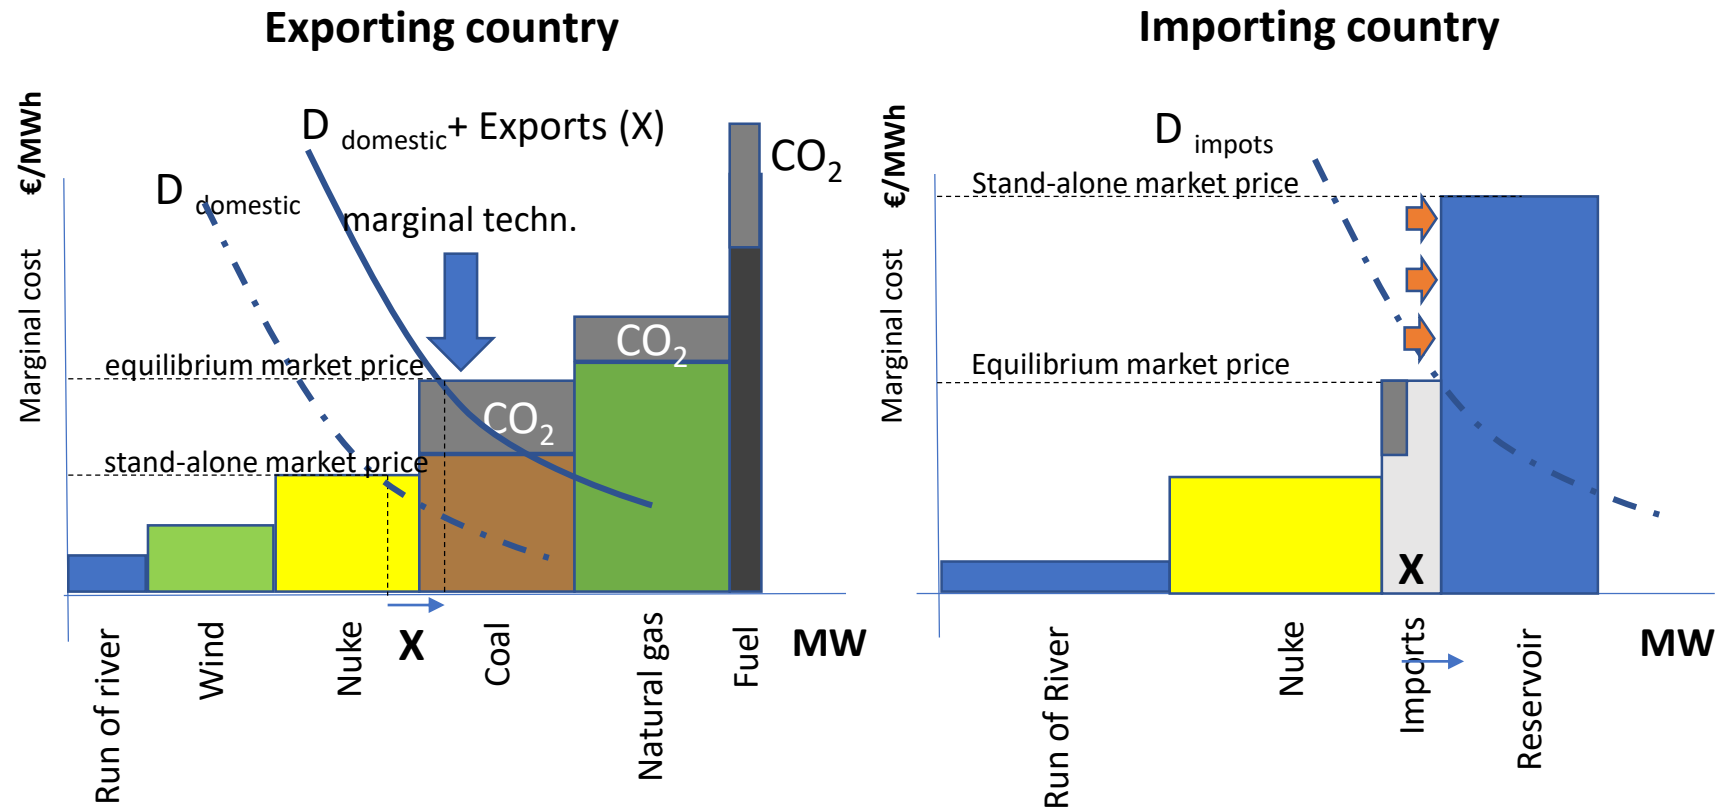 Exporting country
€/MWh
Marginal cost
D domestic + Exports (X)
D domestic
marginal techn.
CO2
equilibrium market price
CO2
CO2
stand-alone market price
Run of river
Wind
Nuke
X
Coal
Natural gas
Fuel
MW
Importing country
€/MWh
Marginal cost
D impots
Stand-alone market price
Equilibrium market price
X
Run of River
Nuke
Imports
Reservoir
MW